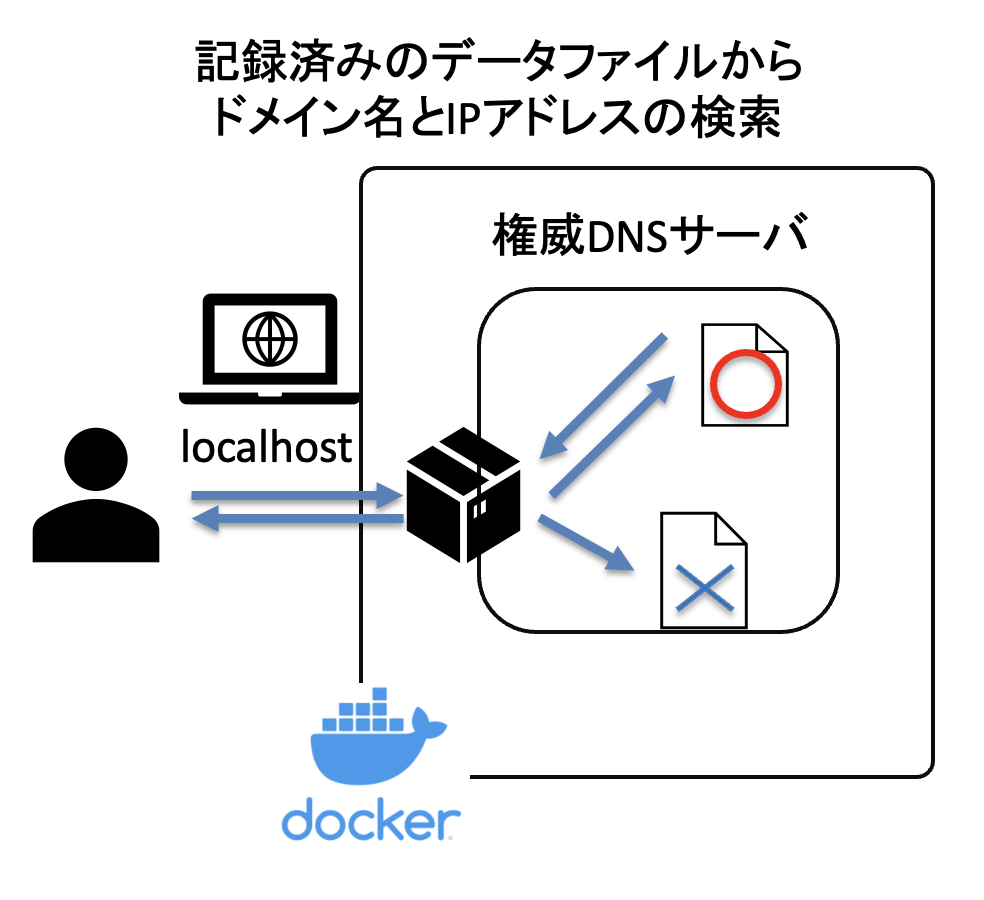 記録済みのデータファイルから
ドメイン名とIPアドレスの検索
権威DNSサーバ
localhost
docker